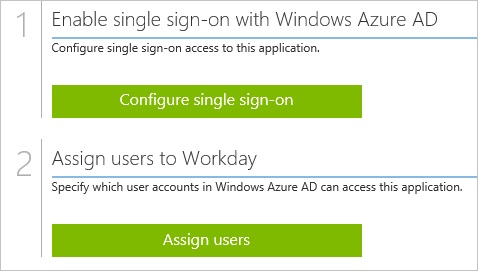 1
Enable single sign-on with Windows Azure AD
Configure single sign-on access to this application.
Configure single sign-on
2
Assign users to Workday
Specify which user accounts in Windows Azure AD can access this application.
Assign users